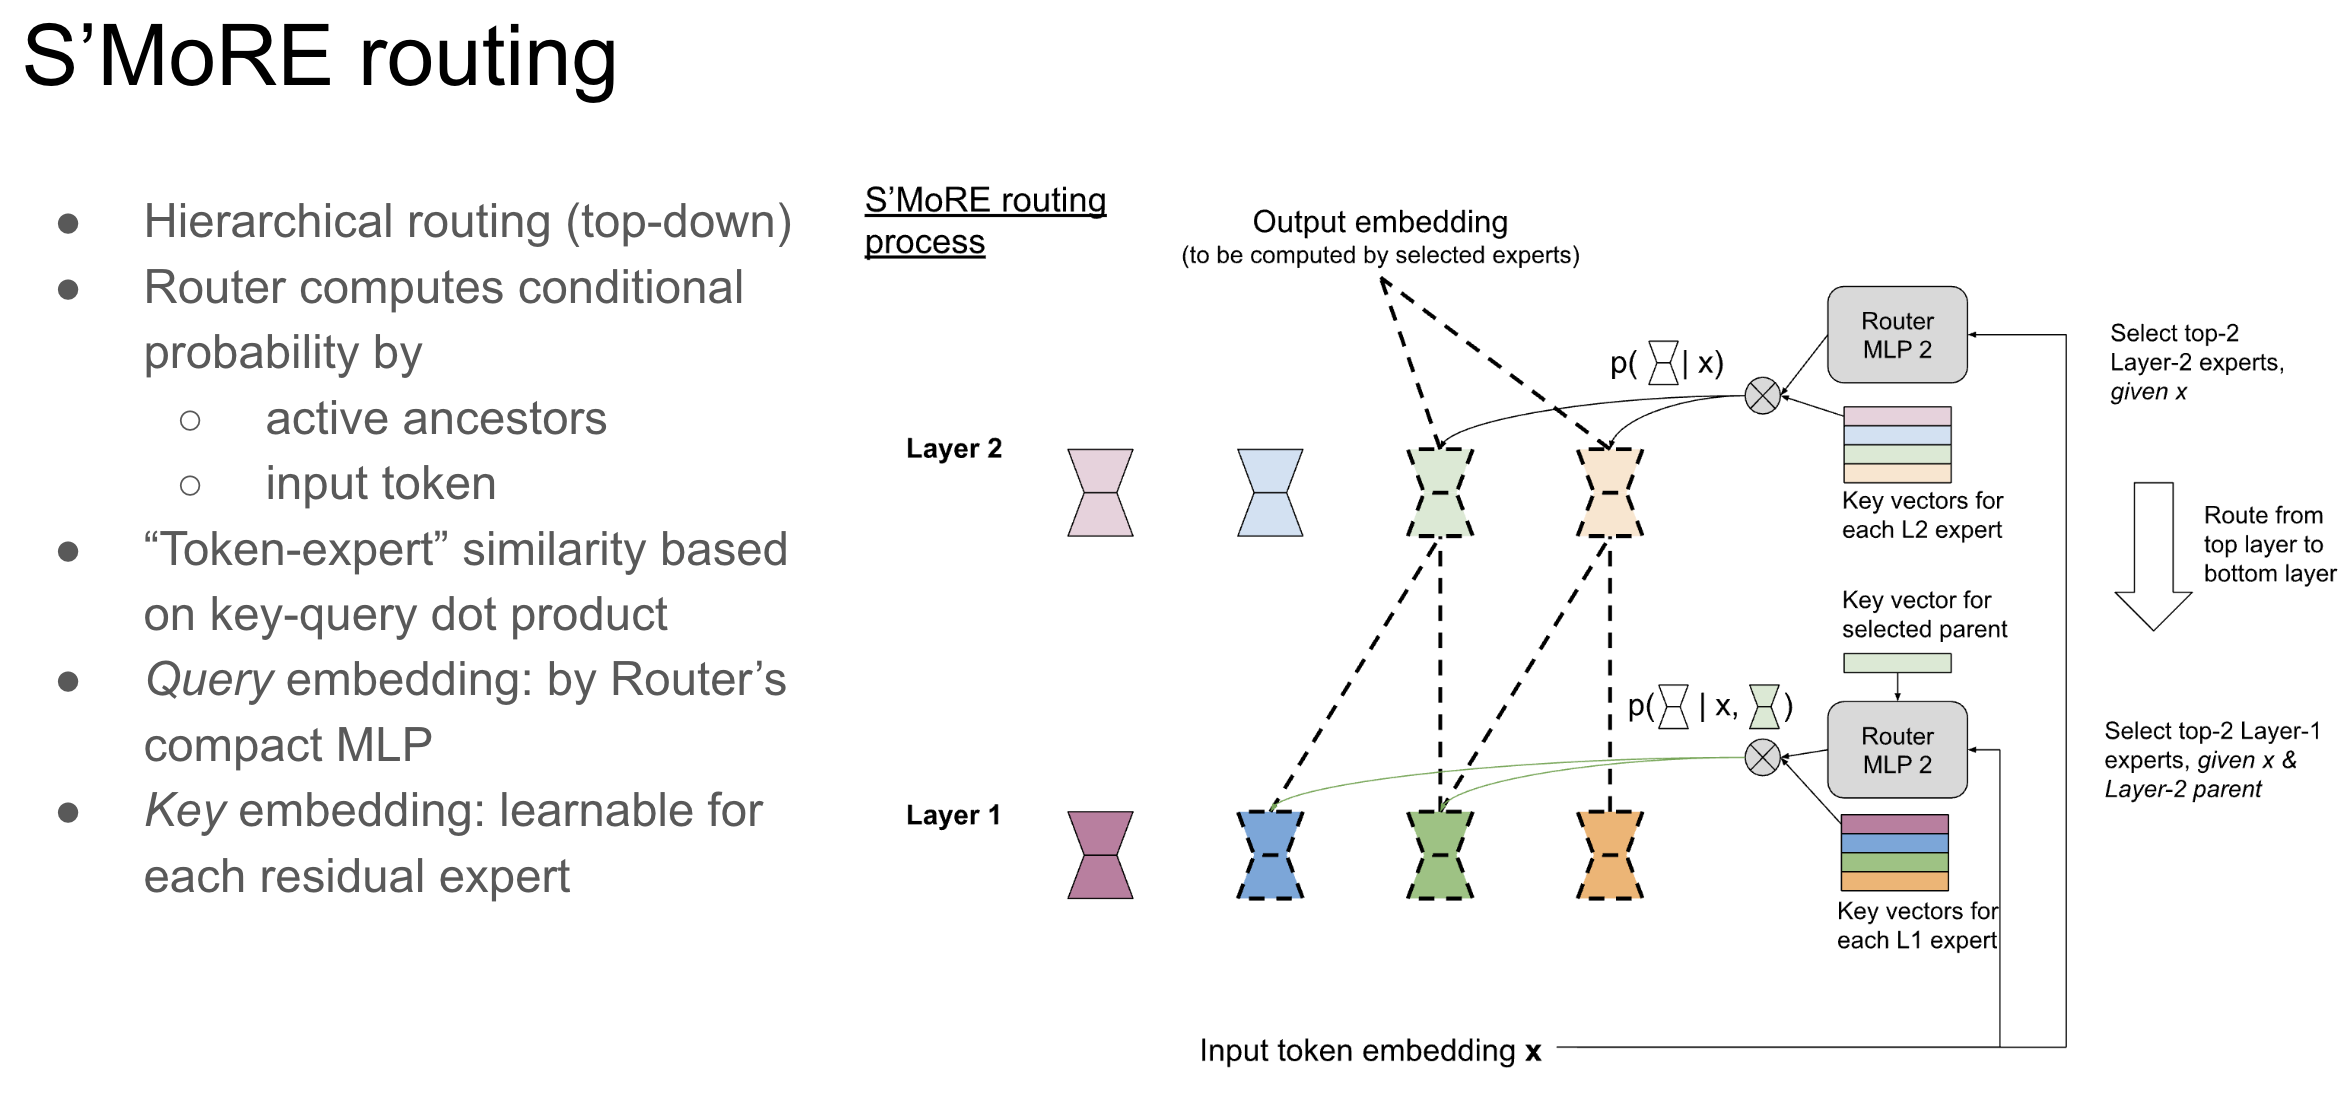 S’MoRE routing
● Hierarchical routing (top-down)
● Router computes conditional
probability by
○ active ancestors
○ input token
● “Token-expert” similarity based
on key-query dot product
● Query embedding: by Router’s
compact MLP
● Key embedding: learnable for
each residual expert
S’MoRE routing
process
Output embedding
(to be computed by selected experts)
p( | x)
Router
MLP 2
Select top-2
Layer-2 experts,
given x
Layer 2
Key vectors for
each L2 expert
Route from
top layer to
bottom layer
Key vector for
selected parent
p( | x, )
Router
MLP 2
Select top-2 Layer-1
experts, given x &
Layer-2 parent
Layer 1
Key vectors for
each L1 expert
Input token embedding x